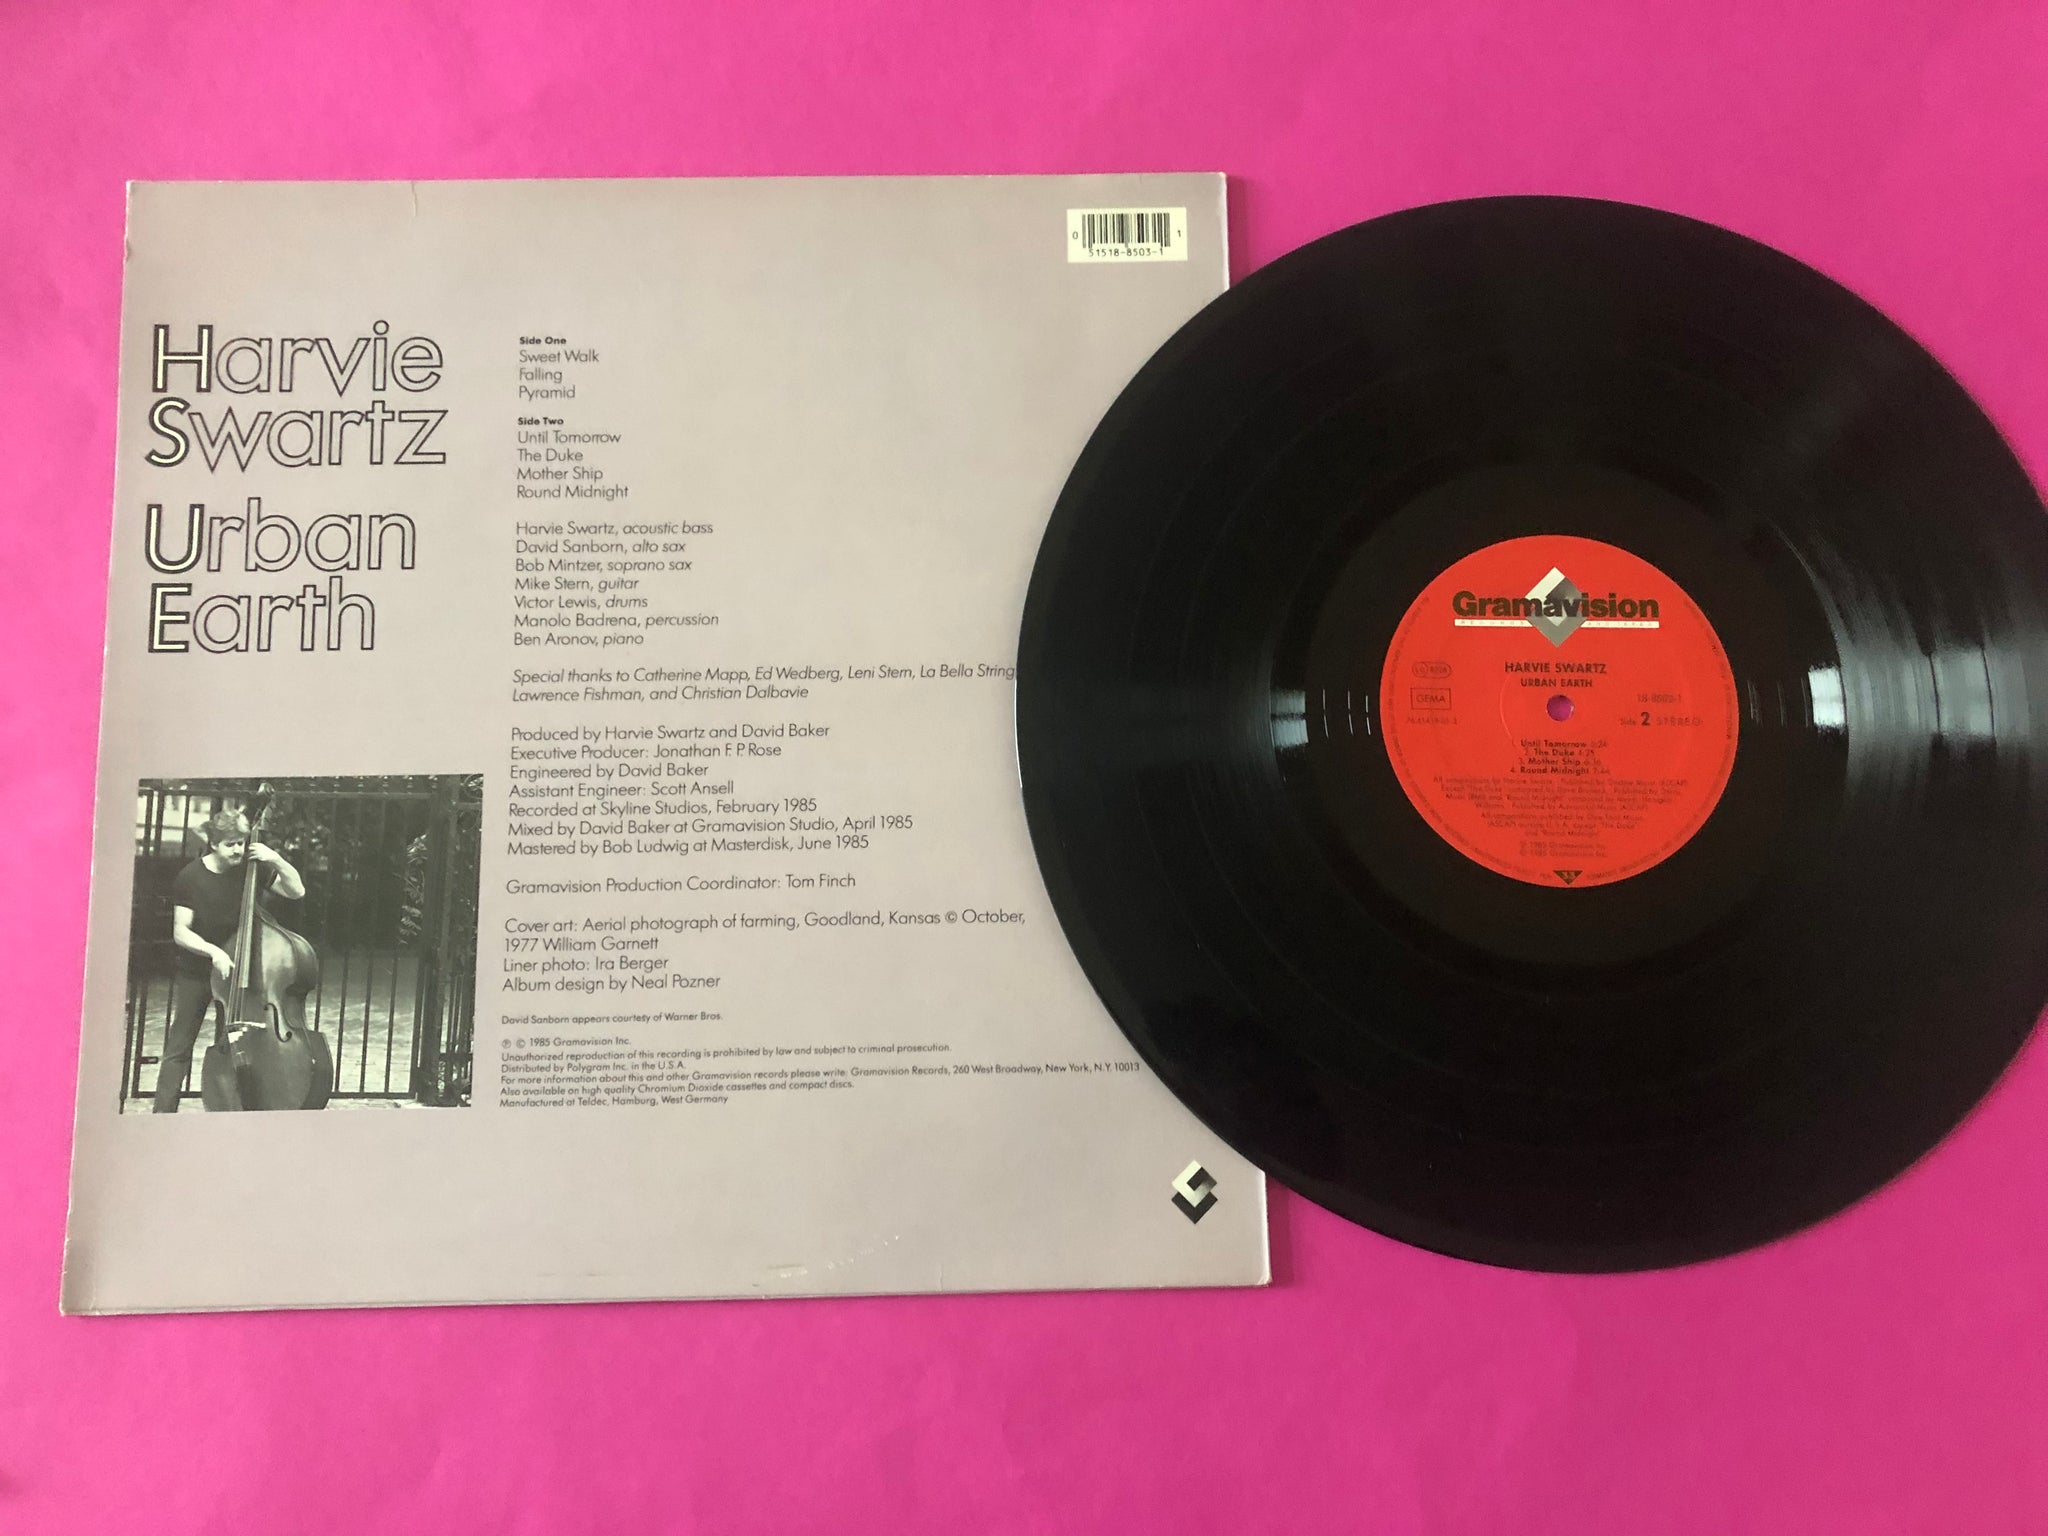 0 51518-8503-1 1
Harvie
Swartz
Urban
Earth
Side One
Sweet Walk
Falling
Pyramid
Side Two
Until Tomorrow
The Duke
Mother Ship
Round Midnight
Harvie Swartz, acoustic bass
David Sanborn, alto sax
Bob Mintzer, soprano sax
Mike Stern, guitar
Victor Lewis, drums
Manolo Badrena, percussion
Ben Aronov, piano
Special thanks to Catherine Mapp, Ed Wedberg, Leni Stern, La Bella String
Lawrence Fishman, and Christian Dalbavie
Produced by Harvie Swartz and David Baker
Executive Producer: Jonathan F. P. Rose
Engineered by David Baker
Assistant Engineer: Scott Ansell
Recorded at Skyline Studios, February 1985
Mixed by David Baker at Gramavision Studio, April 1985
Mastered by Bob Ludwig at Masterdisk, June 1985
Gramavision Production Coordinator: Tom Finch
Cover art: Aerial photograph of farming, Goodland, Kansas © October,
1977 William Garnett
Liner photo: Ira Berger
Album design by Neal Pozner
David Sanborn appears courtesy of Warner Bros.
℗ © 1985 Gramavision Inc.
Unauthorized reproduction of this recording is prohibited by law and subject to criminal prosecution.
Distributed by Polygram Inc. in the U.S.A.
For more information about this and other Gramavision records please write: Gramavision Records, 260 West Broadway, New York, N.Y. 10013
Also available on high quality Chromium Dioxide cassettes and compact discs.
Manufactured at Teldec, Hamburg, West Germany
Gramavision
HARVIE SWARTZ
URBAN EARTH
GEMA
Side 2 STEREO
1. Until Tomorrow
2. The Duke 4:25
3. Mother Ship
4. Round Midnight
℗ 1985 Gramavision Inc.
© 1985 Gramavision Inc.
33